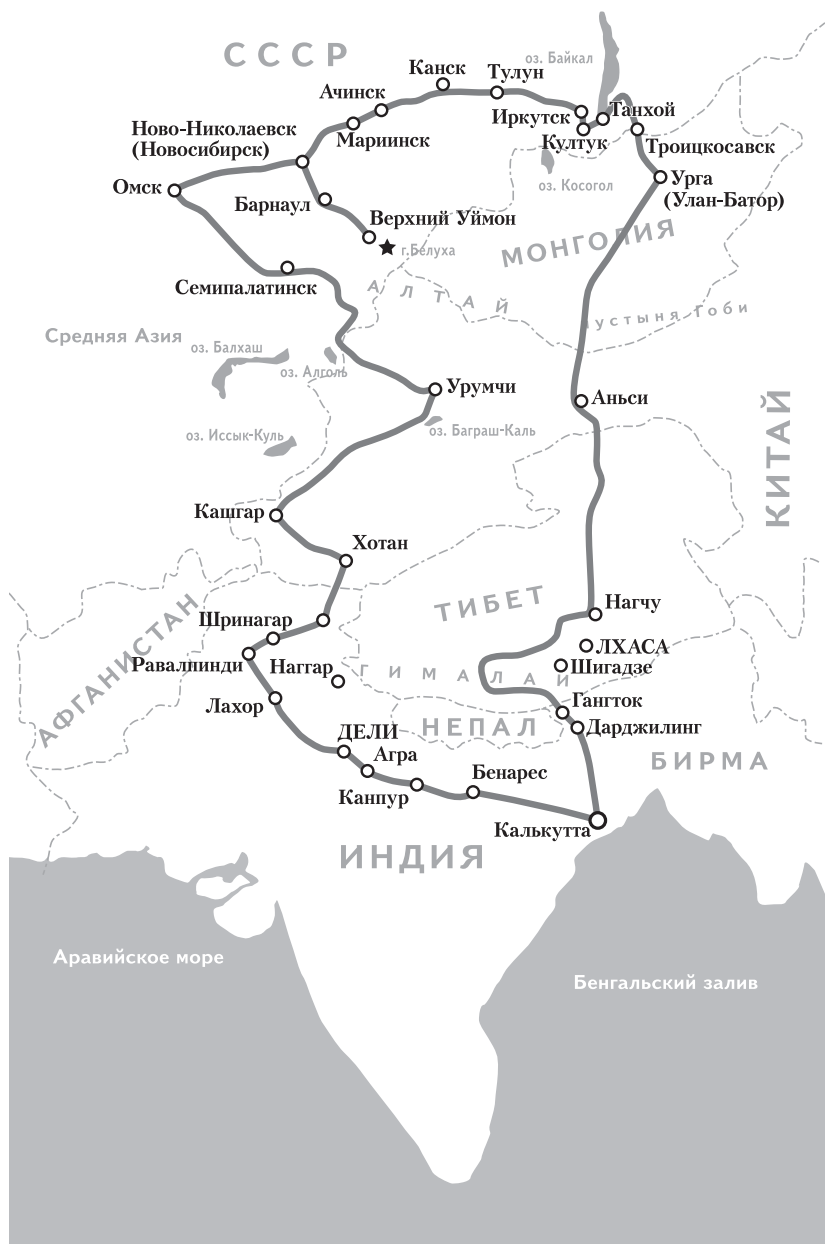 СССР
оз. Байкал
Канск
Тулун
Ачинск
Иркутск
Танхой
Ново-Николаевск
(Новосибирск)
Мариинск
Култук
Троицкосавск
Омск
оз. Косогол
Урга
(Улан-Батор)
Барнаул
Верхний Уймон
г.Белуха
МОНГОЛИЯ
Семипалатинск
АЛТАЙ
Пустыня Гоби
Средняя Азия
оз. Балхаш
оз. Алголь
Урумчи
Аньси
КИТАЙ
оз. Иссык-Куль
оз. Баграш-Каль
Кашгар
Хотан
ТИБЕТ
Нагчу
АФГАНИСТАН
Шринагар
ЛХАСА
Равалпинди
Наггар
ГИМАЛАЙ
Шигадзе
Лахор
Гангток
НЕПАЛ
Дарджилинг
ДЕЛИ
Агра
БИРМА
Канпур
Бенарес
Калькутта
ИНДИЯ
Аравийское море
Бенгальский залив